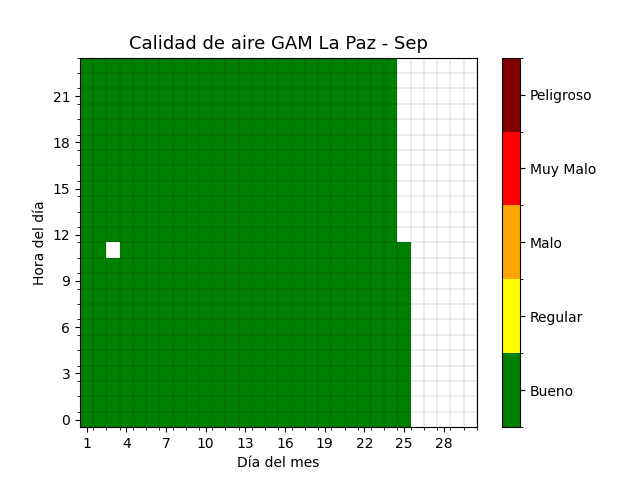 Calidad de aire GAM La Paz - Sep
Hora del día
21
18
15
12
9
6
3
0
1 4 7 10 13 16 19 22 25 28
Día del mes
Peligroso
Muy Malo
Malo
Regular
Bueno